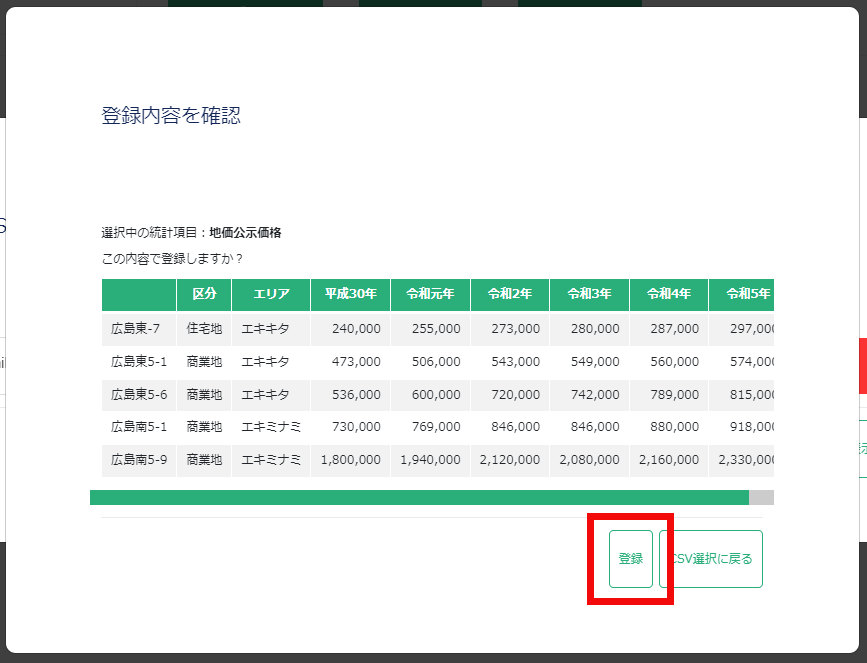 登録内容を確認
選択中の統計項目：地価公示価格
この内容で登録しますか？
区分 エリア 平成30年 令和元年 令和2年 令和3年 令和4年 令和5年
広島東-7 住宅地 エキキタ 240,000 255,000 273,000 280,000 287,000 297,000
広島東5-1 商業地 エキキタ 473,000 506,000 543,000 549,000 560,000 574,000
広島東5-6 商業地 エキキタ 536,000 600,000 720,000 742,000 789,000 815,000
広島南5-1 商業地 エキミナミ 730,000 769,000 846,000 846,000 880,000 918,000
広島南5-9 商業地 エキミナミ 1,800,000 1,940,000 2,120,000 2,080,000 2,160,000 2,330,000
登録 CSV選択に戻る